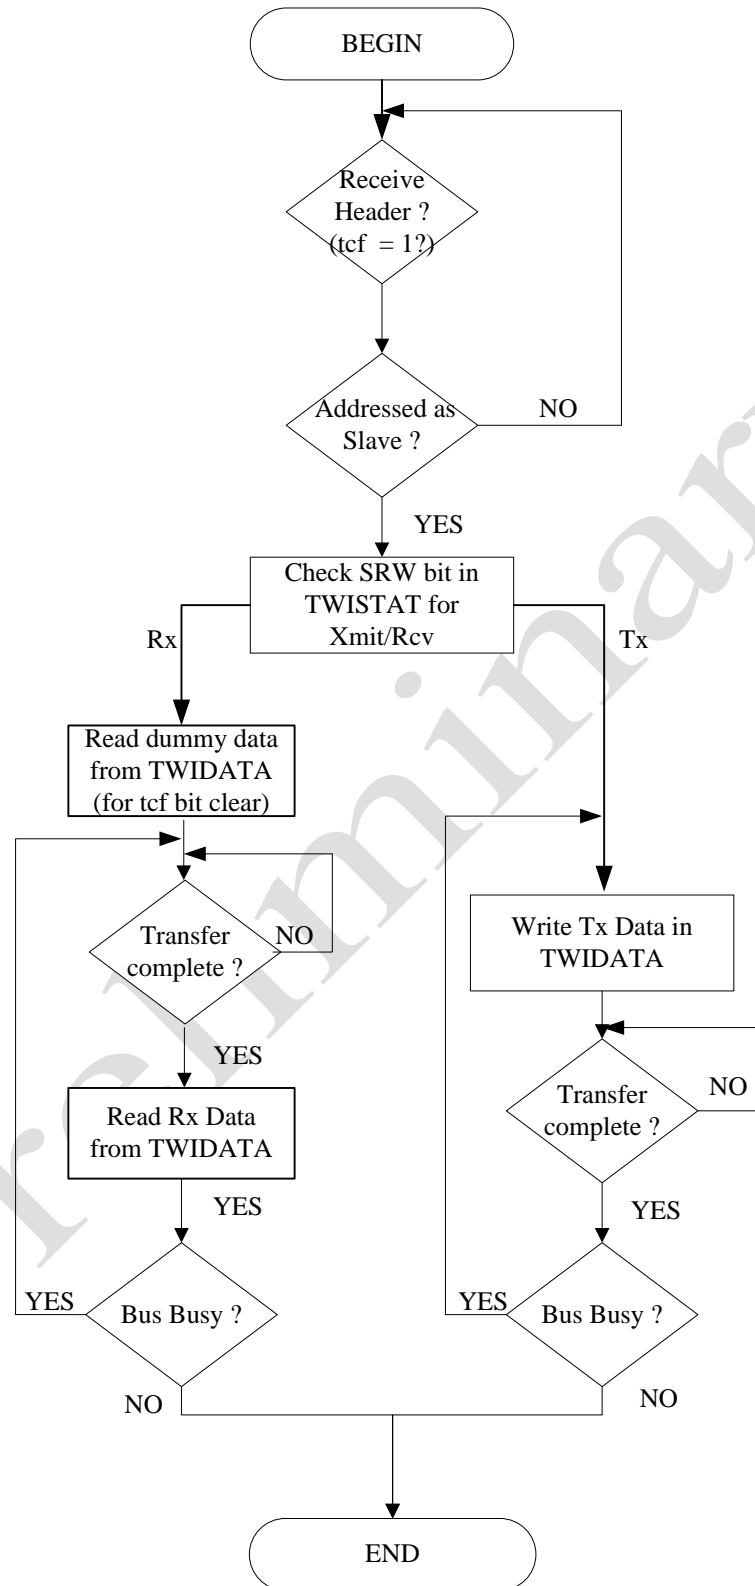 BEGIN
Receive
Header ?
(tcf = 1?)
Addressed as
Slave ?
NO
YES
Check SRW bit in
TWISTAT for
Xmit/Rcv
Rx
Tx
Read dummy data
from TWIDATA
(for tcf bit clear)
Transfer
complete ?
NO
YES
Read Rx Data
from TWIDATA
YES
Bus Busy ?
YES
NO
Write Tx Data in
TWIDATA
Transfer
complete ?
NO
YES
Bus Busy ?
YES
NO
END
reliminar